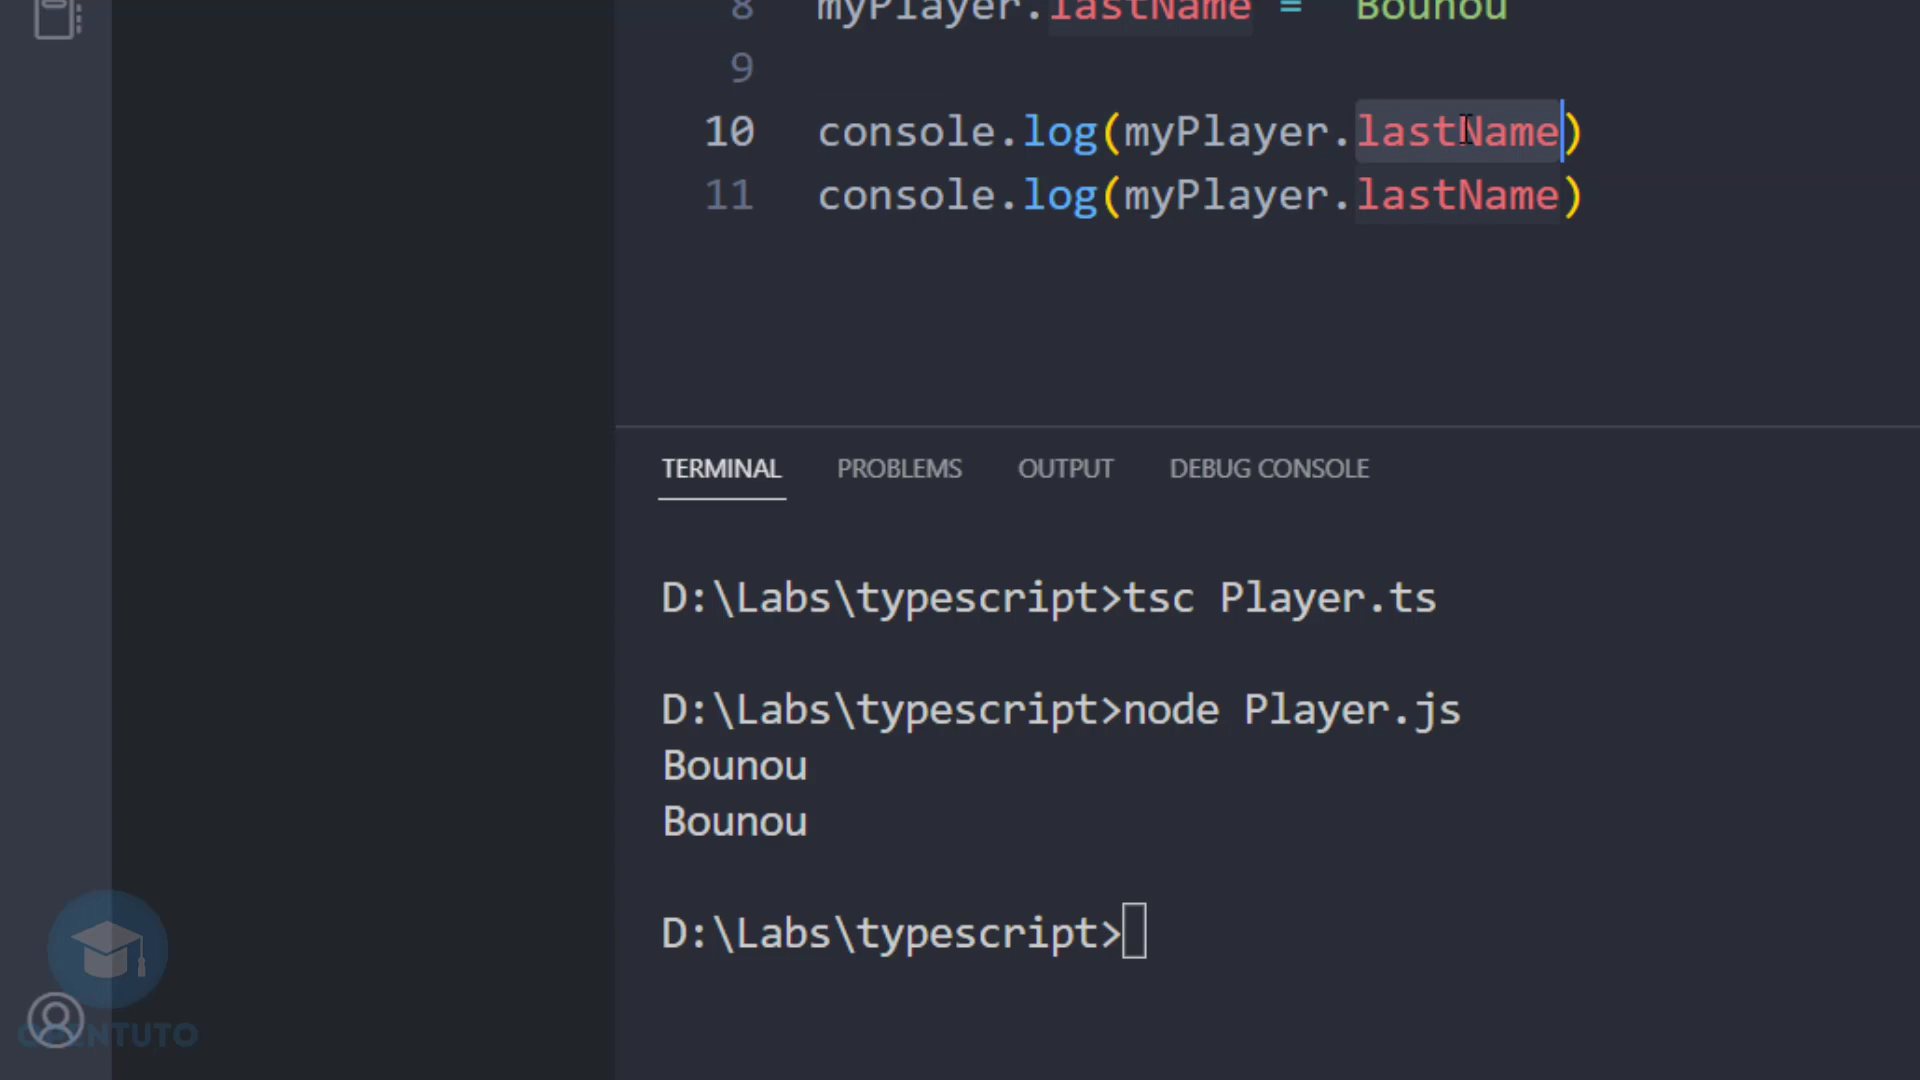 8 myPlayer.lastName = Bounou
9
10 console.log(myPlayer.lastName)
11 console.log(myPlayer.lastName)
TERMINAL PROBLEMS OUTPUT DEBUG CONSOLE
D:\Labs\typescript>tsc Player.ts
D:\Labs\typescript>node Player.js
Bounou
Bounou
D:\Labs\typescript>